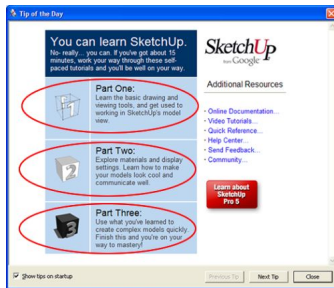 Tip of the Day
You can learn SketchUp.
No- really... you can. If you've got about 15
minutes, work your way through these self-
paced tutorials and you'll be well on your way.
Part One:
Learn the basic drawing and
viewing tools, and get used to
working in SketchUp's model
view.
Part Two:
Explore materials and display
settings. Learn how to make
your models look cool and
communicate well.
Part Three:
Use what you've learned to
create complex models quickly.
Finish this and you're on your
way to mastery!
SketchUp
from Google
Additional Resources
Online Documentation...
Video Tutorials...
Quick Reference...
Help Center...
Send Feedback...
Community...
Learn about
SketchUp
Pro 5
Show tips on startup
Previous Tip
Next Tip
Close